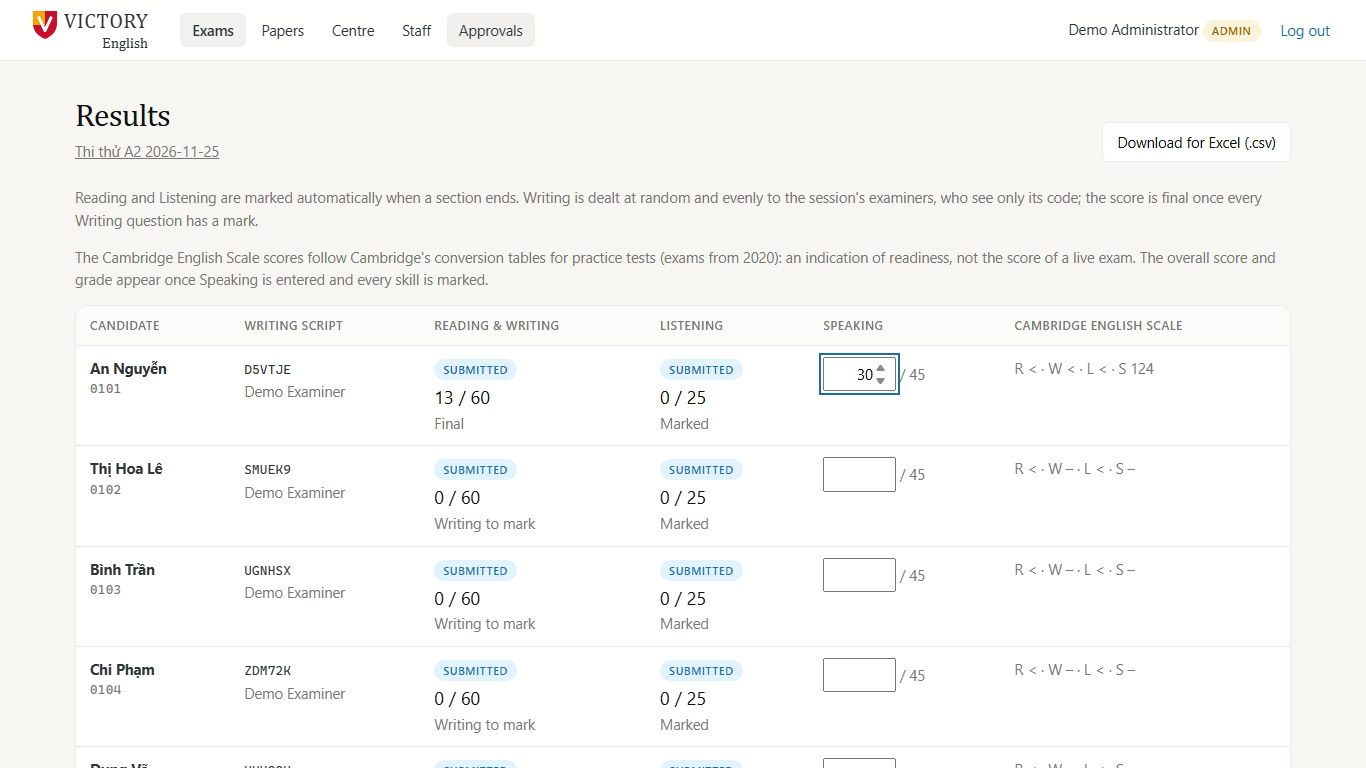 VICTORY
English
Exams
Papers
Centre
Staff
Approvals
Demo Administrator ADMIN
Log out
Results
Thi thử A2 2026-11-25
Download for Excel (.csv)
Reading and Listening are marked automatically when a section ends. Writing is dealt at random and evenly to the session's examiners, who see only its code; the score is final once every
Writing question has a mark.
The Cambridge English Scale scores follow Cambridge's conversion tables for practice tests (exams from 2020): an indication of readiness, not the score of a live exam. The overall score and
grade appear once Speaking is entered and every skill is marked.
CANDIDATE WRITING SCRIPT READING & WRITING LISTENING SPEAKING CAMBRIDGE ENGLISH SCALE
An Nguyễn D5VTJE SUBMITTED SUBMITTED 30 / 45 R < · W < · L < · S 124
0101 Demo Examiner 13 / 60 0 / 25
Final Marked
Thị Hoa Lê SMUEK9 SUBMITTED SUBMITTED / 45 R < · W – · L < · S –
0102 Demo Examiner 0 / 60 0 / 25
Writing to mark Marked
Bình Trần UGNHSX SUBMITTED SUBMITTED / 45 R < · W – · L < · S –
0103 Demo Examiner 0 / 60 0 / 25
Writing to mark Marked
Chi Phạm ZDM72K SUBMITTED SUBMITTED / 45 R < · W – · L < · S –
0104 Demo Examiner 0 / 60 0 / 25
Writing to mark Marked